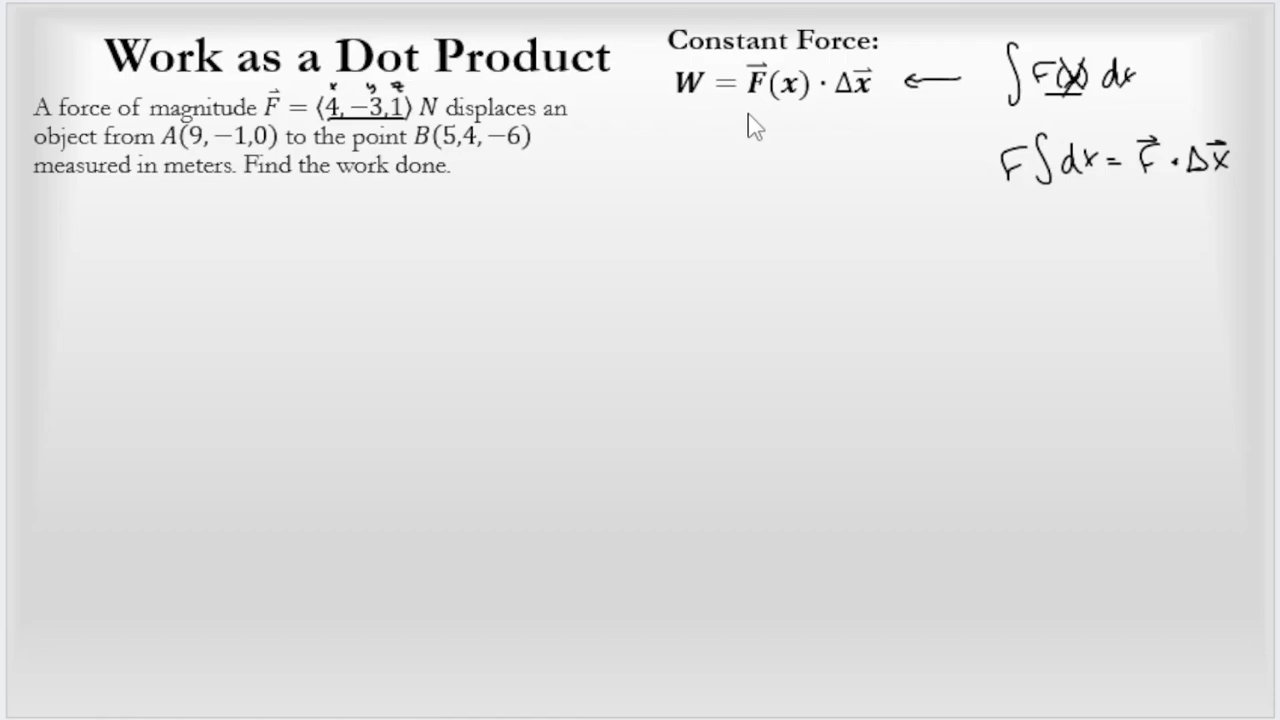 Work as a Dot Product
x y z
A force of magnitude F⃗ = ⟨4, −3,1⟩ N displaces an
object from A(9, −1,0) to the point B(5,4, −6)
measured in meters. Find the work done.
Constant Force:
W = F⃗(x) · Δx⃗ ← ∫ F(x) dx
F ∫ dx = F⃗ · Δx⃗